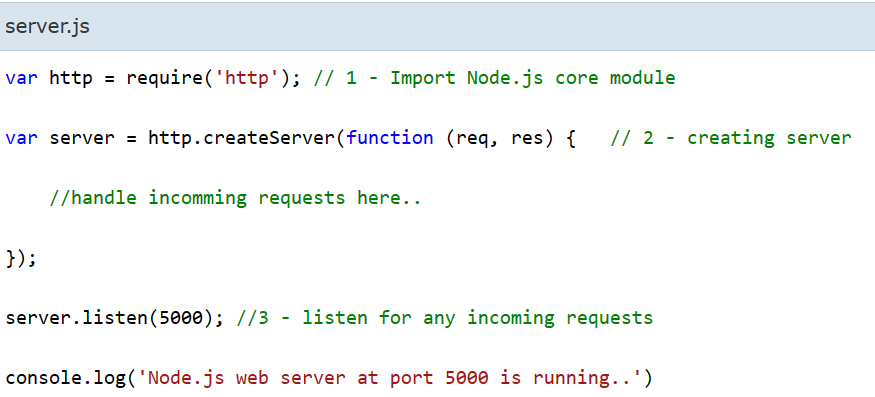 server.js
var http = require('http'); // 1 - Import Node.js core module
var server = http.createServer(function (req, res) {   // 2 - creating server
    //handle incomming requests here..
});
server.listen(5000); //3 - listen for any incoming requests
console.log('Node.js web server at port 5000 is running..')